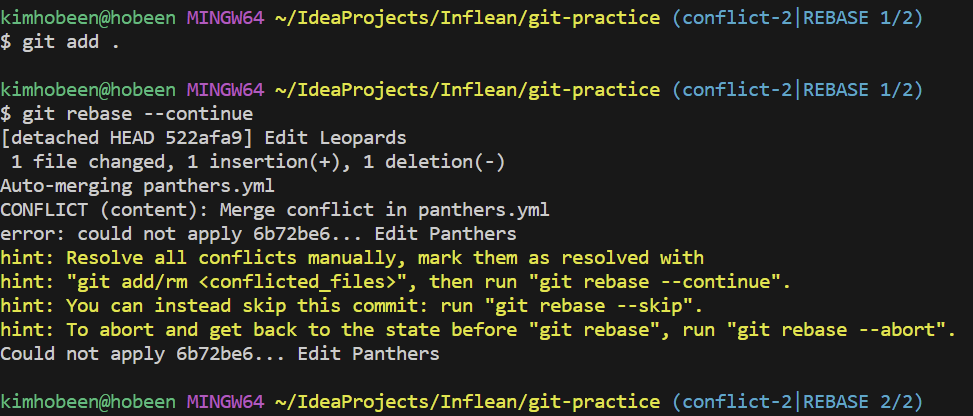 kimhobeen@hobeen MINGW64 ~/IdeaProjects/Inflean/git-practice (conflict-2|REBASE 1/2)
$ git add .
kimhobeen@hobeen MINGW64 ~/IdeaProjects/Inflean/git-practice (conflict-2|REBASE 1/2)
$ git rebase --continue
[detached HEAD 522afa9] Edit Leopards
 1 file changed, 1 insertion(+), 1 deletion(-)
Auto-merging panthers.yml
CONFLICT (content): Merge conflict in panthers.yml
error: could not apply 6b72be6... Edit Panthers
hint: Resolve all conflicts manually, mark them as resolved with
hint: "git add/rm <conflicted_files>", then run "git rebase --continue".
hint: You can instead skip this commit: run "git rebase --skip".
hint: To abort and get back to the state before "git rebase", run "git rebase --abort".
Could not apply 6b72be6... Edit Panthers
kimhobeen@hobeen MINGW64 ~/IdeaProjects/Inflean/git-practice (conflict-2|REBASE 2/2)